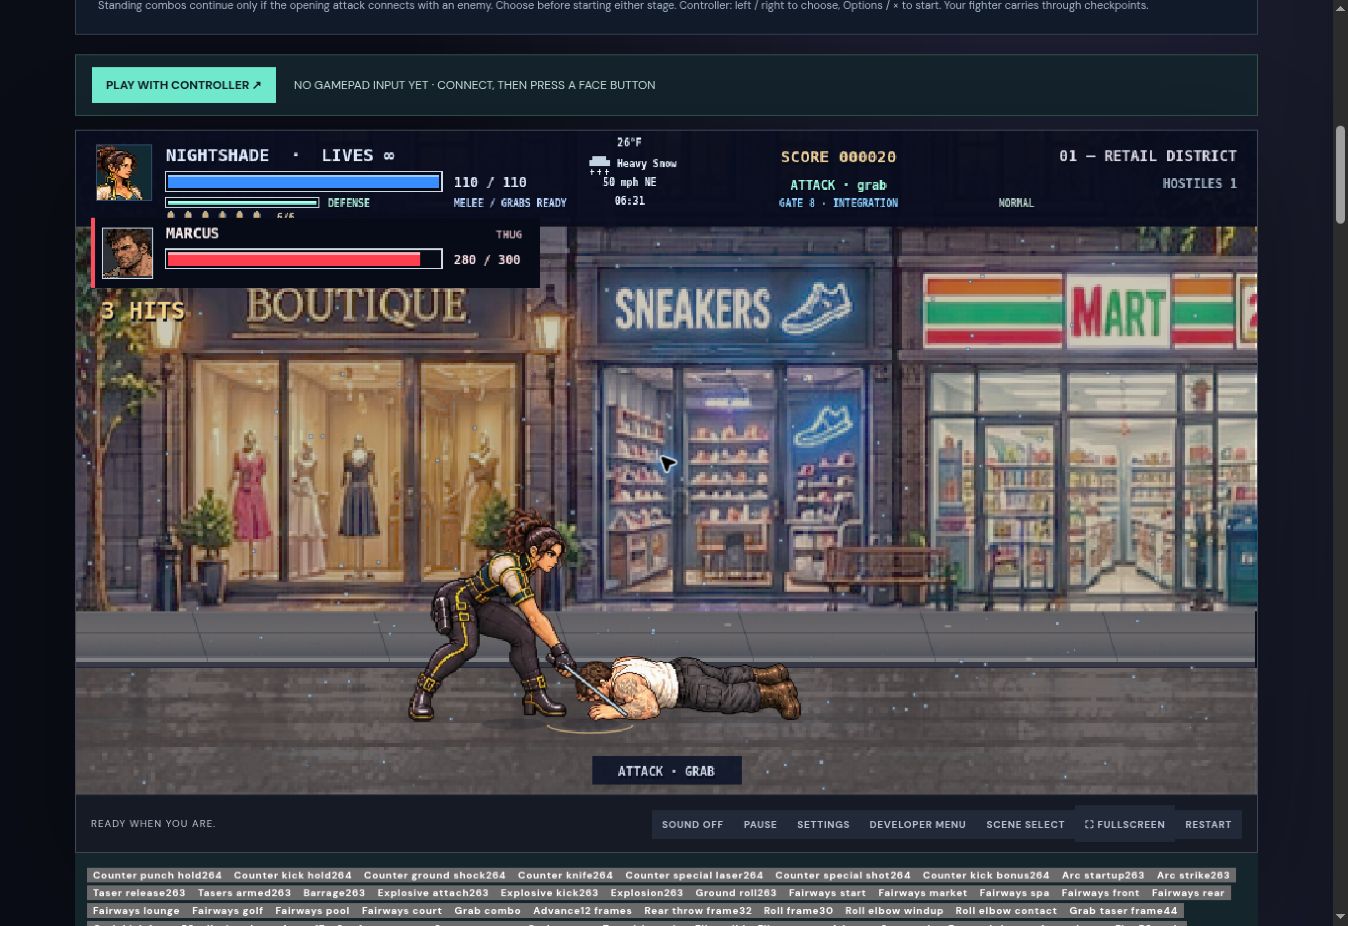 Standing combos continue only if the opening attack connects with an enemy. Choose before starting either stage. Controller: left / right to choose, Options / × to start. Your fighter carries through checkpoints.
PLAY WITH CONTROLLER ↗ NO GAMEPAD INPUT YET · CONNECT, THEN PRESS A FACE BUTTON
NIGHTSHADE · LIVES ∞
110 / 110
DEFENSE MELEE / GRABS READY
6/6
26°F
Heavy Snow
50 mph NE
06:31
SCORE 000020
ATTACK · grab
GATE 8 · INTEGRATION
NORMAL
01 — RETAIL DISTRICT
HOSTILES 1
MARCUS THUG
280 / 300
3 HITS
BOUTIQUE
SNEAKERS
MART
2
ATTACK · GRAB
READY WHEN YOU ARE.
SOUND OFF PAUSE SETTINGS DEVELOPER MENU SCENE SELECT ⛶ FULLSCREEN RESTART
Counter punch hold264 Counter kick hold264 Counter ground shock264 Counter knife264 Counter special laser264 Counter special shot264 Counter kick bonus264 Arc startup263 Arc strike263
Taser release263 Tasers armed263 Barrage263 Explosive attach263 Explosive kick263 Explosion263 Ground roll263 Fairways start Fairways market Fairways spa Fairways front Fairways rear
Fairways lounge Fairways golf Fairways pool Fairways court Grab combo Advance12 frames Rear throw frame32 Roll frame30 Roll elbow windup Roll elbow contact Grab taser frame44